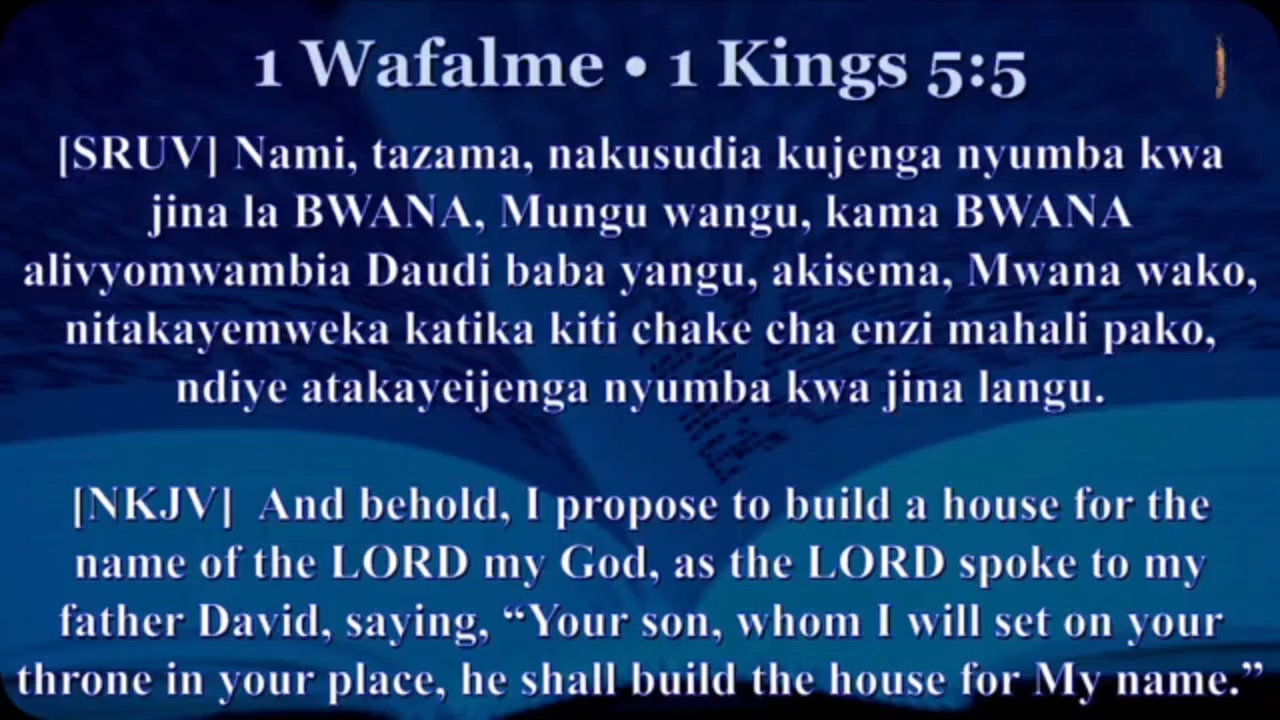 1 Wafalme • 1 Kings 5:5
[SRUV] Nami, tazama, nakusudia kujenga nyumba kwa
jina la BWANA, Mungu wangu, kama BWANA
alivyomwambia Daudi baba yangu, akisema, Mwana wako,
nitakayemweka katika kiti chake cha enzi mahali pako,
ndiye atakayeijenga nyumba kwa jina langu.
[NKJV] And behold, I propose to build a house for the
name of the LORD my God, as the LORD spoke to my
father David, saying, “Your son, whom I will set on your
throne in your place, he shall build the house for My name.”